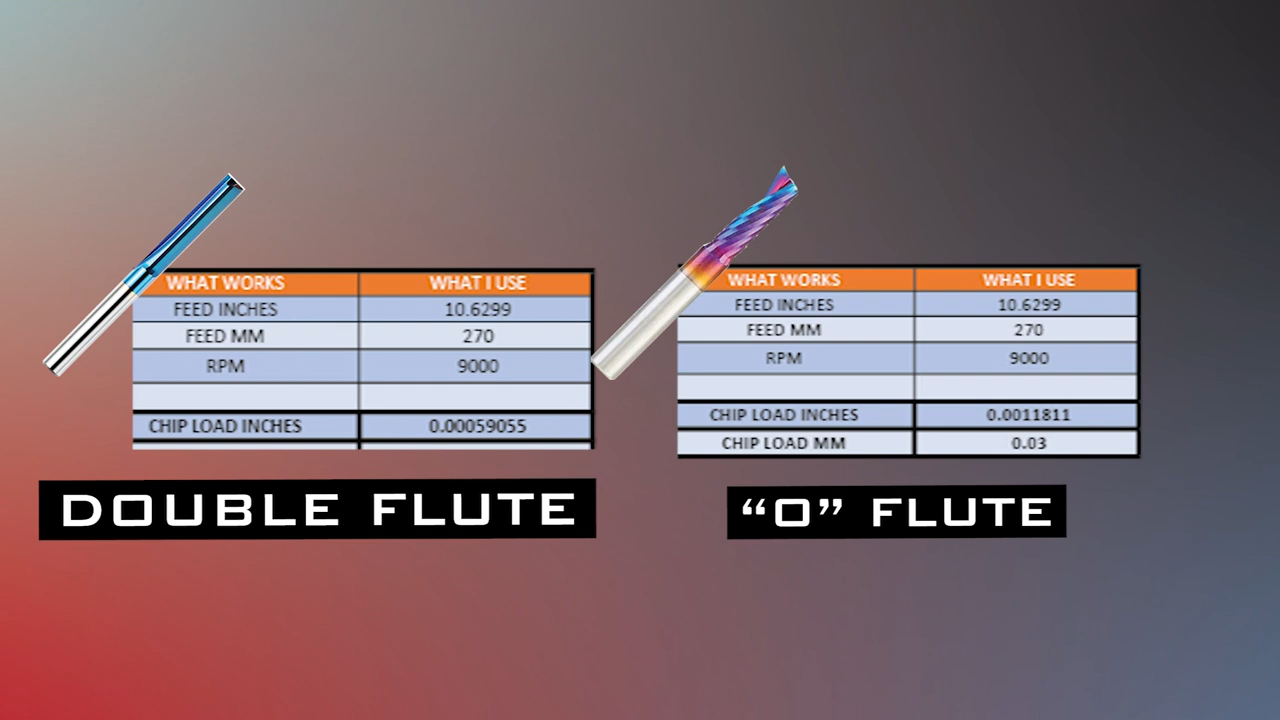 WHAT WORKS WHAT I USE
FEED INCHES 10.6299
FEED MM 270
RPM 9000
CHIP LOAD INCHES 0.00059055
DOUBLE FLUTE
WHAT WORKS WHAT I USE
FEED INCHES 10.6299
FEED MM 270
RPM 9000
CHIP LOAD INCHES 0.0011811
CHIP LOAD MM 0.03
“O” FLUTE